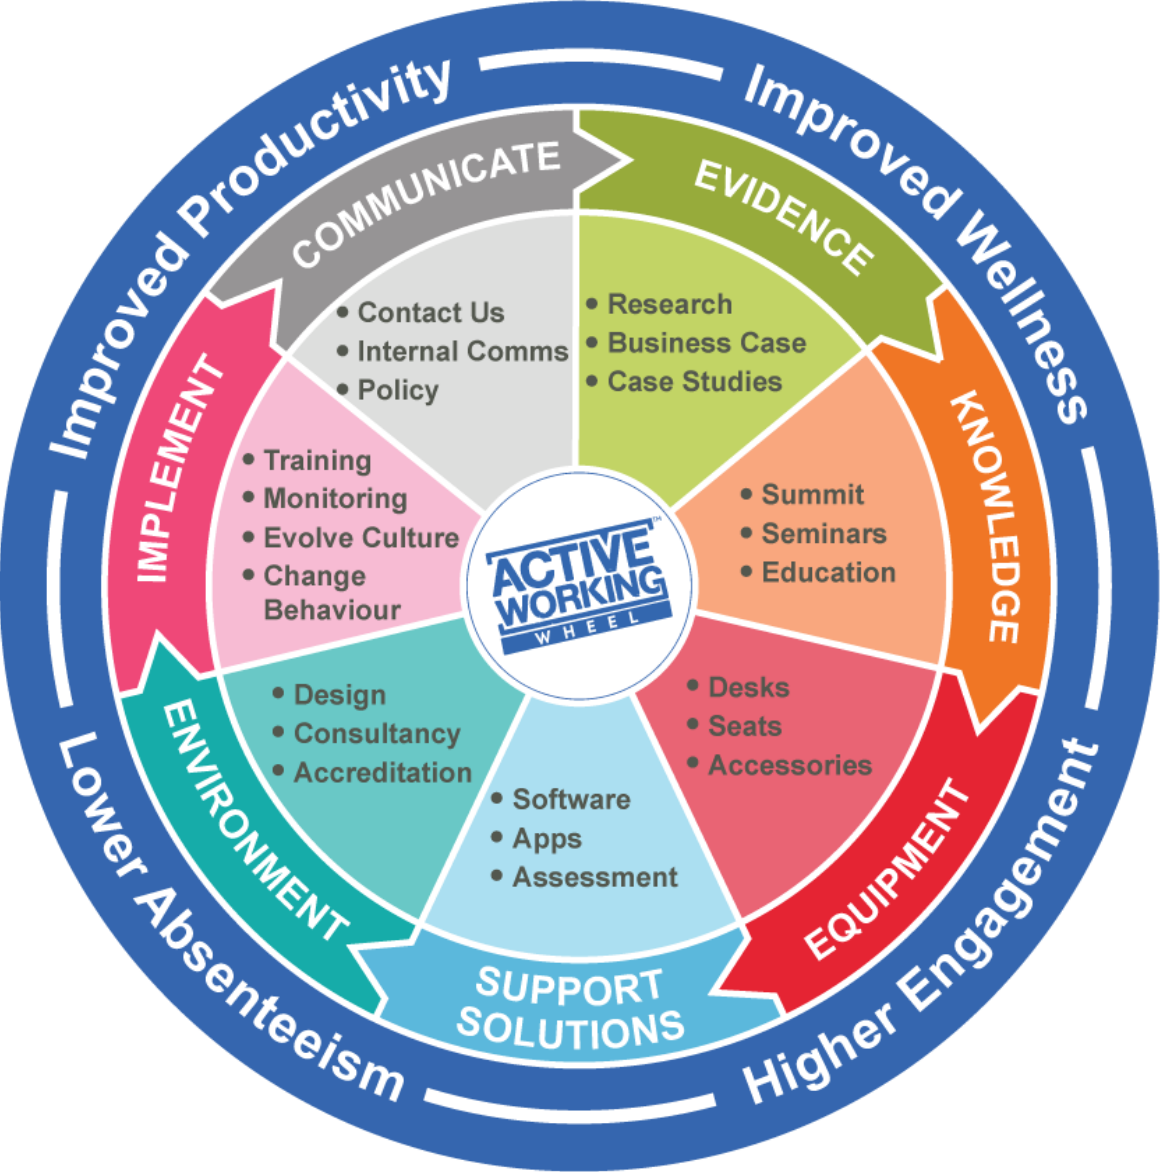 Improved Productivity
Improved Wellness
Higher Engagement
Lower Absenteeism
COMMUNICATE
• Contact Us
• Internal Comms
• Policy
EVIDENCE
• Research
• Business Case
• Case Studies
KNOWLEDGE
• Summit
• Seminars
• Education
EQUIPMENT
• Desks
• Seats
• Accessories
SUPPORT
SOLUTIONS
• Software
• Apps
• Assessment
ENVIRONMENT
• Design
• Consultancy
• Accreditation
IMPLEMENT
• Training
• Monitoring
• Evolve Culture
• Change
Behaviour
ACTIVE™
WORKING
WHEEL